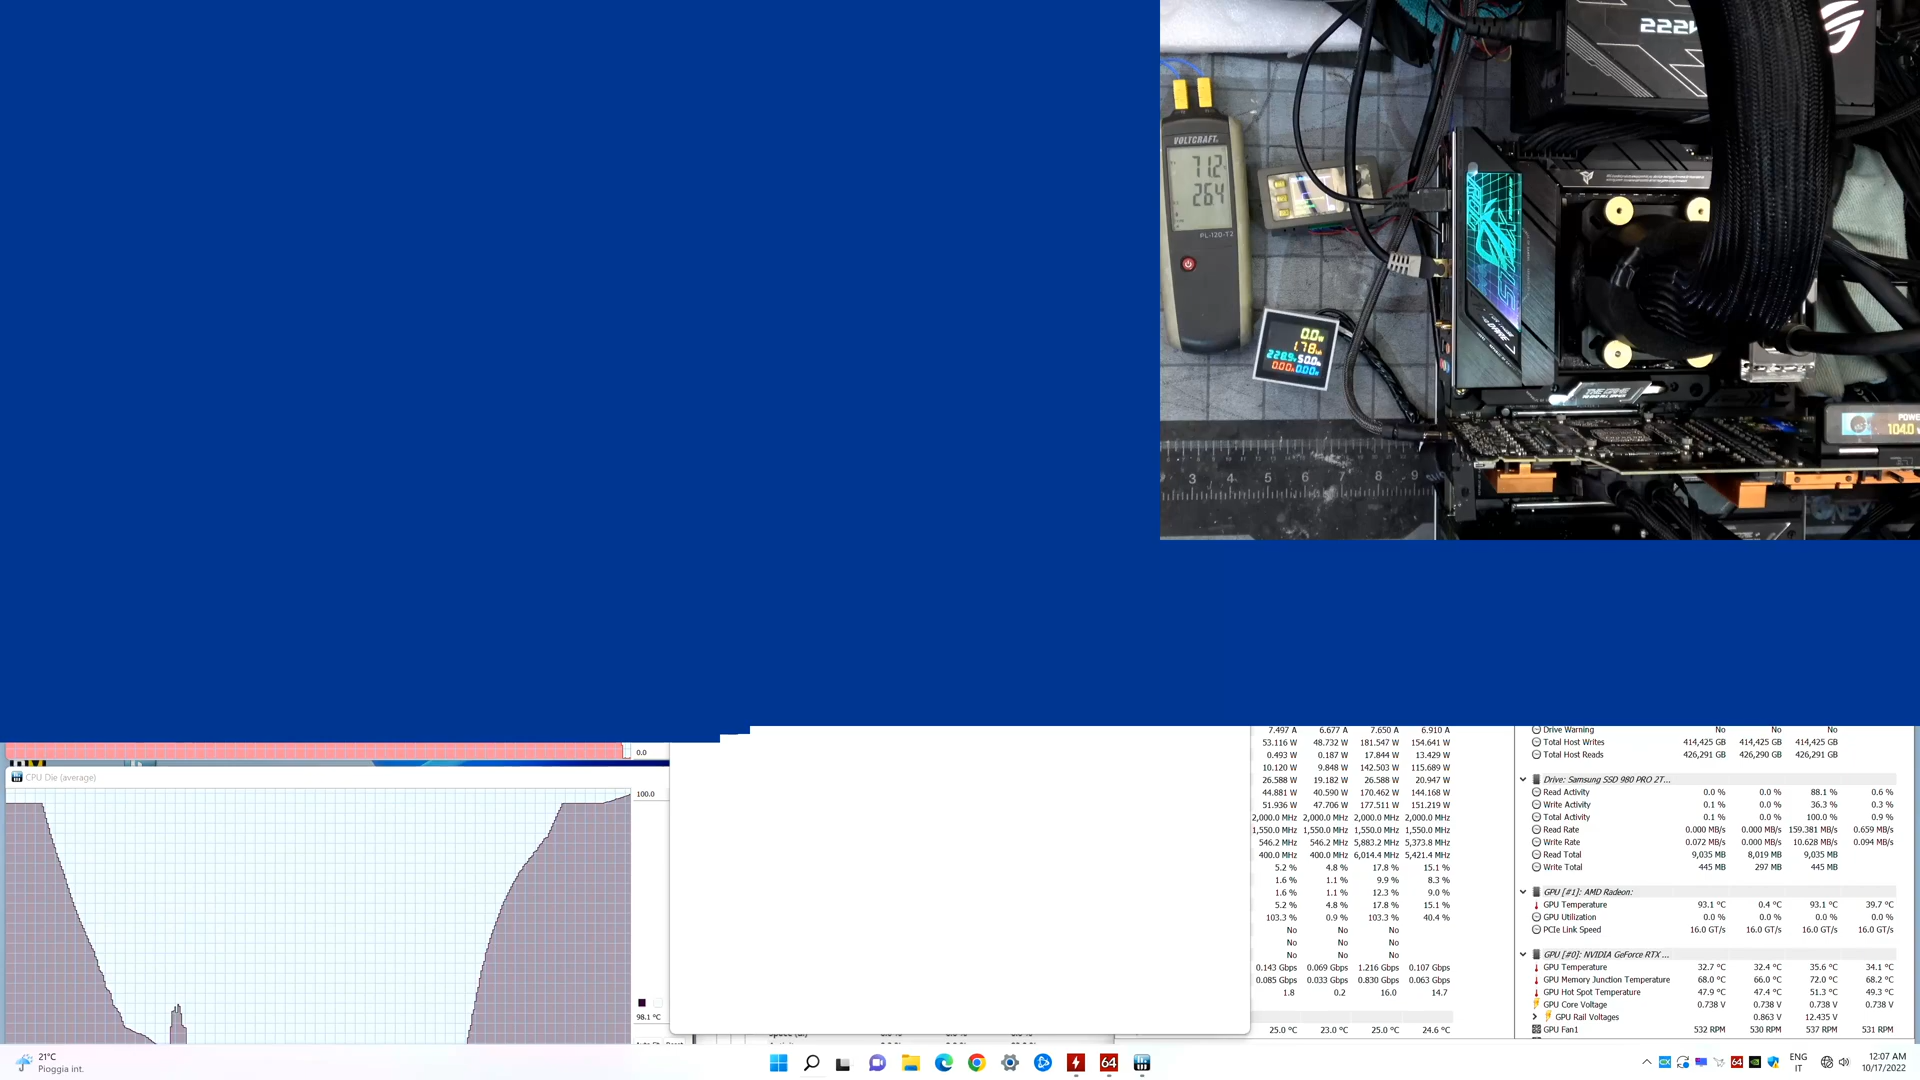 VOLTCRAFT
71.2
26.4
PL-120-T2
0.0w
1.78
228.9v 50.0
0.00 0.00
3 4 5 6 7 8 9
104.0
0.0
CPU Die (average)
100.0
98.1 °C
7.497 A 6.677 A 7.650 A 6.910 A
53.116 W 48.732 W 181.547 W 154.641 W
0.493 W 0.187 W 17.844 W 13.429 W
10.120 W 9.848 W 142.503 W 115.689 W
26.588 W 19.182 W 26.588 W 20.947 W
44.881 W 40.590 W 170.462 W 144.168 W
51.936 W 47.706 W 177.511 W 151.219 W
2,000.0 MHz 2,000.0 MHz 2,000.0 MHz 2,000.0 MHz
1,550.0 MHz 1,550.0 MHz 1,550.0 MHz 1,550.0 MHz
546.2 MHz 546.2 MHz 5,883.2 MHz 5,373.8 MHz
400.0 MHz 400.0 MHz 6,014.4 MHz 5,421.4 MHz
5.2 % 4.8 % 17.8 % 15.1 %
1.6 % 1.1 % 9.9 % 8.3 %
1.6 % 1.1 % 12.3 % 9.0 %
5.2 % 4.8 % 17.8 % 15.1 %
103.3 % 0.9 % 103.3 % 40.4 %
No No No
No No No
No No No
0.143 Gbps 0.069 Gbps 1.216 Gbps 0.107 Gbps
0.085 Gbps 0.033 Gbps 0.830 Gbps 0.063 Gbps
1.8 0.2 16.0 14.7
25.0 °C 23.0 °C 25.0 °C 24.6 °C
Drive Warning No No No
Total Host Writes 414,425 GB 414,425 GB 414,425 GB
Total Host Reads 426,291 GB 426,290 GB 426,291 GB
Drive: Samsung SSD 980 PRO 2T...
Read Activity 0.0 % 0.0 % 88.1 % 0.6 %
Write Activity 0.1 % 0.0 % 36.3 % 0.3 %
Total Activity 0.1 % 0.0 % 100.0 % 0.9 %
Read Rate 0.000 MB/s 0.000 MB/s 159.381 MB/s 0.659 MB/s
Write Rate 0.072 MB/s 0.000 MB/s 10.628 MB/s 0.094 MB/s
Read Total 9,035 MB 8,019 MB 9,035 MB
Write Total 445 MB 297 MB 445 MB
GPU [#1]: AMD Radeon:
GPU Temperature 93.1 °C 0.4 °C 93.1 °C 39.7 °C
GPU Utilization 0.0 % 0.0 % 0.0 % 0.0 %
PCIe Link Speed 16.0 GT/s 16.0 GT/s 16.0 GT/s 16.0 GT/s
GPU [#0]: NVIDIA GeForce RTX ...
GPU Temperature 32.7 °C 32.4 °C 35.6 °C 34.1 °C
GPU Memory Junction Temperature 68.0 °C 66.0 °C 72.0 °C 68.2 °C
GPU Hot Spot Temperature 47.9 °C 47.4 °C 51.3 °C 49.3 °C
GPU Core Voltage 0.738 V 0.738 V 0.738 V 0.738 V
GPU Rail Voltages 0.863 V 12.435 V
GPU Fan1 532 RPM 530 RPM 537 RPM 531 RPM
21°C
Pioggia int.
64
64
ENG
IT
12:07 AM
10/17/2022